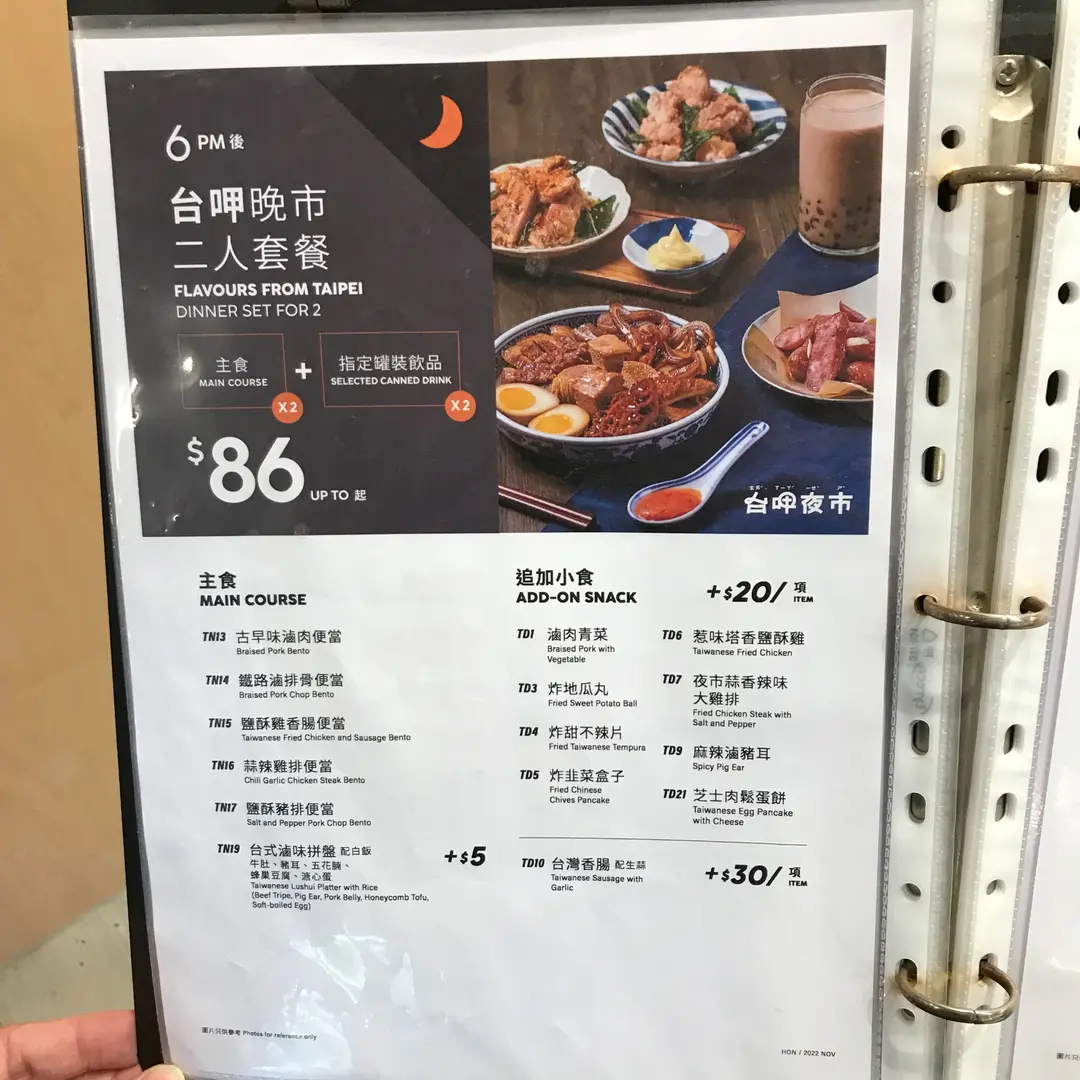 6 PM 後
台呷晚市
二人套餐
FLAVOURS FROM TAIPEI
DINNER SET FOR 2
主食
MAIN COURSE
X2
+
指定罐裝飲品
SELECTED CANNED DRINK
X2
$86 UP TO 起
台呷夜市
主食
MAIN COURSE
TN13 古早味滷肉便當
Braised Pork Bento
TN14 鐵路滷排骨便當
Braised Pork Chop Bento
TN15 鹽酥雞香腸便當
Taiwanese Fried Chicken and Sausage Bento
TN16 蒜辣雞排便當
Chili Garlic Chicken Steak Bento
TN17 鹽酥豬排便當
Salt and Pepper Pork Chop Bento
TN19 台式滷味拼盤 配白飯 +$5
牛肚、豬耳、五花腩、
蜂巢豆腐、溏心蛋
Taiwanese Lushui Platter with Rice
(Beef Tripe, Pig Ear, Pork Belly, Honeycomb Tofu,
Soft-boiled Egg)
追加小食
ADD-ON SNACK
+$20/ 項
ITEM
TD1 滷肉青菜
Braised Pork with
Vegetable
TD3 炸地瓜丸
Fried Sweet Potato Ball
TD4 炸甜不辣片
Fried Taiwanese Tempura
TD5 炸韭菜盒子
Fried Chinese
Chives Pancake
TD6 惹味塔香鹽酥雞
Taiwanese Fried Chicken
TD7 夜市蒜香辣味
大雞排
Fried Chicken Steak with
Salt and Pepper
TD9 麻辣滷豬耳
Spicy Pig Ear
TD21 芝士肉鬆蛋餅
Taiwanese Egg Pancake
with Cheese
TD10 台灣香腸 配生蒜
Taiwanese Sausage with
Garlic
+$30/ 項
ITEM
圖片只供參考 Photos for reference only
HON / 2022 NOV
圖片只